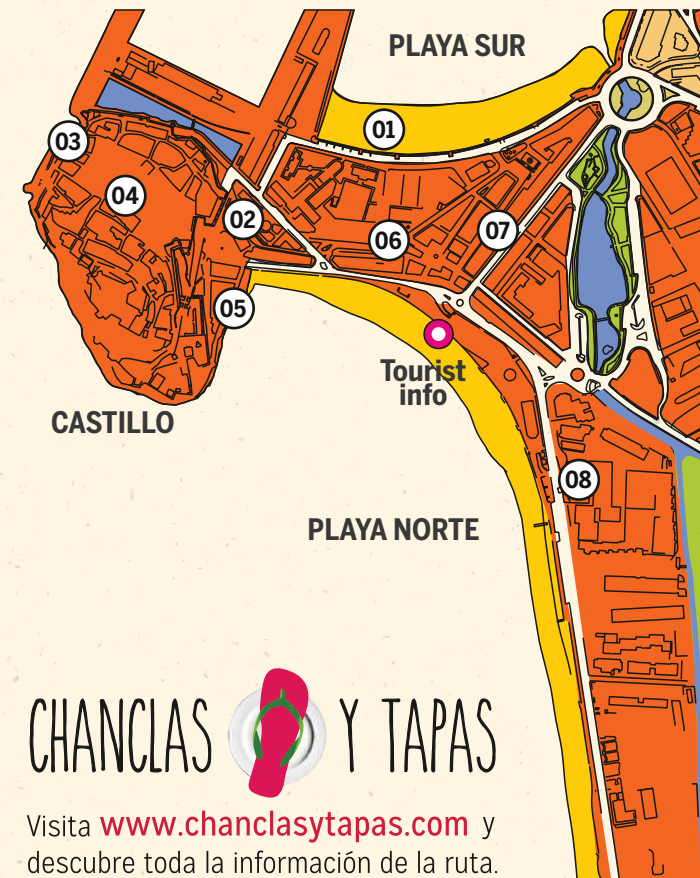 PLAYA SUR
01
03
04
02
06
07
05
Tourist
info
CASTILLO
08
PLAYA NORTE
CHANCLAS Y TAPAS
Visita www.chanclasytapas.com y
descubre toda la información de la ruta.